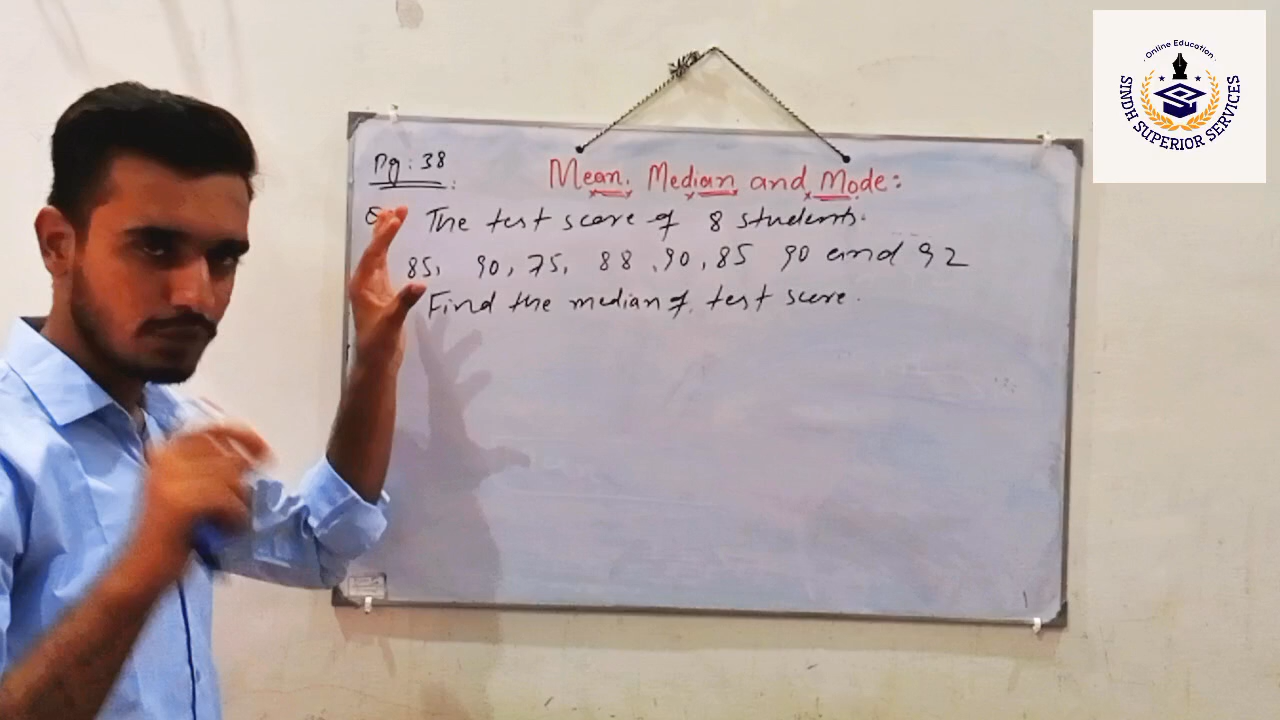 Online Education
SINDH SUPERIOR SERVICES
Pg: 38
Mean, Median and Mode:
The test score of 8 students.
85, 90, 75, 88, 90, 85 90 and 92
Find the median of test score.